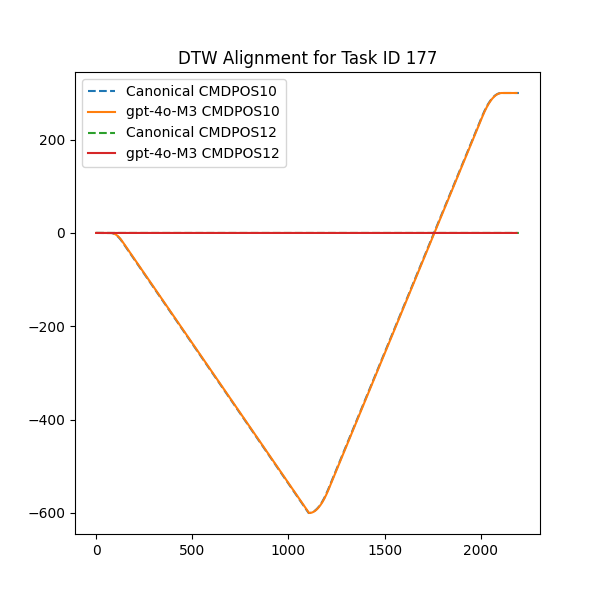 DTW Alignment for Task ID 177
Canonical CMDPOS10
gpt-4o-M3 CMDPOS10
Canonical CMDPOS12
gpt-4o-M3 CMDPOS12
200
0
−200
−400
−600
0 500 1000 1500 2000